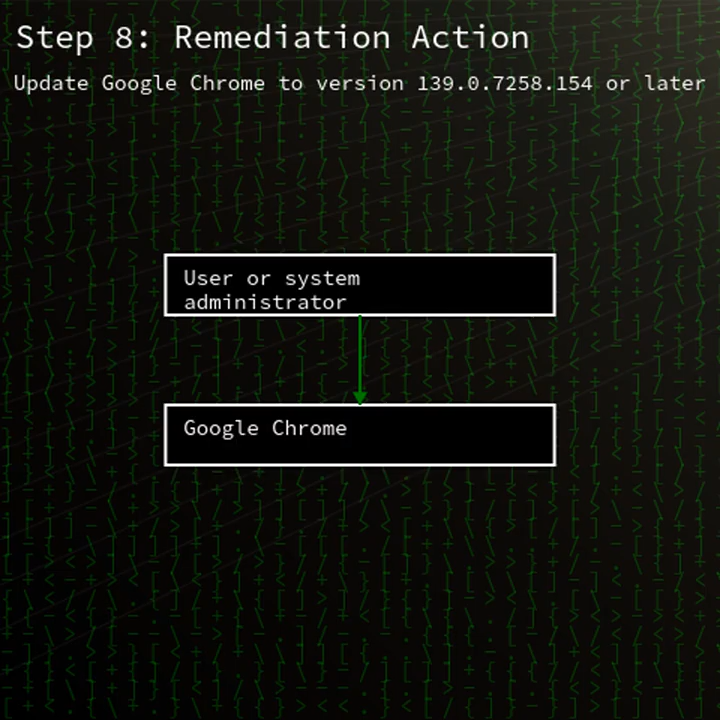 Step 8: Remediation Action
Update Google Chrome to version 139.0.7258.154 or later
User or system
administrator
Google Chrome